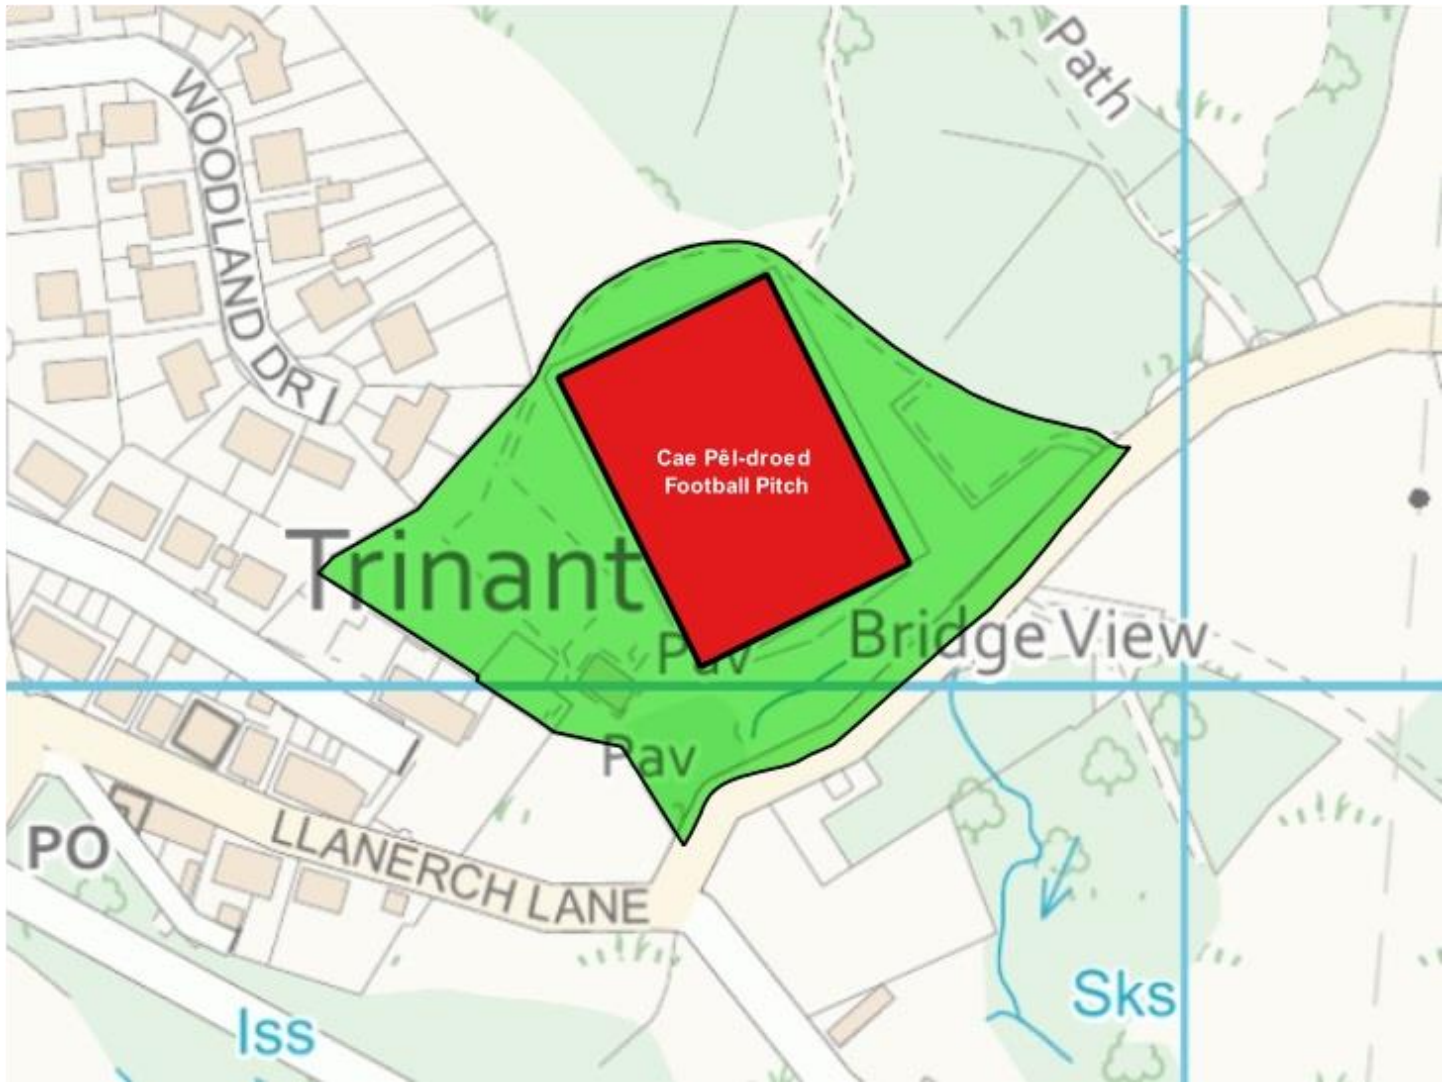 Path
WOODLAND DR
Cae Pêl-droed
Football Pitch
Trinant
Pav
Bridge View
Pav
PO
LLANERCH LANE
Sks
Iss